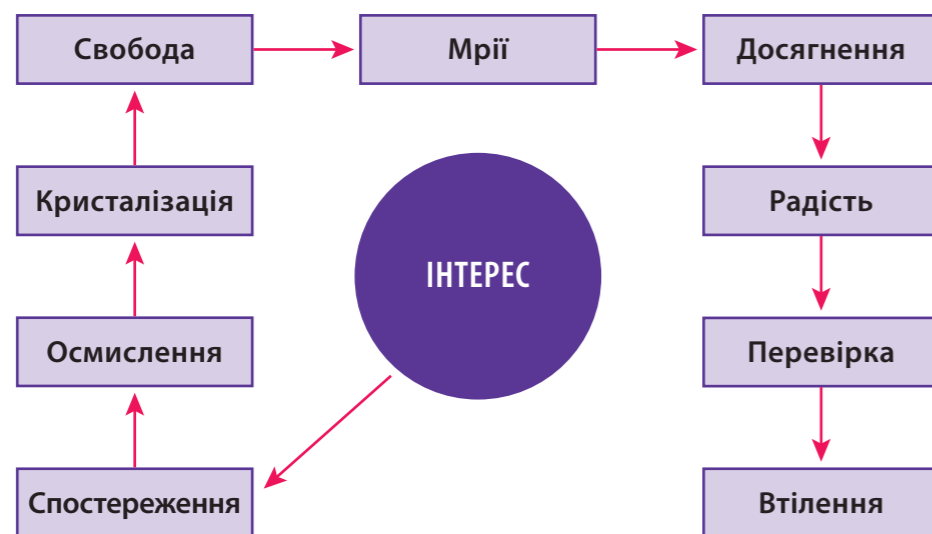 Свобода
Мрії
Досягнення
Кристалізація
ІНТЕРЕС
Радість
Осмислення
Перевірка
Спостереження
Втілення